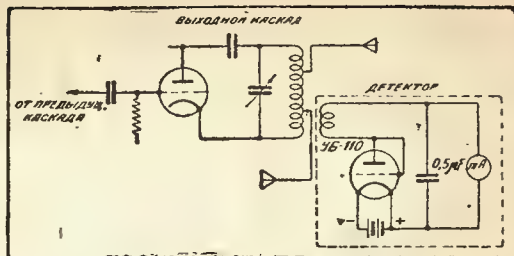 ВЫХОДНОЙ КАСКАД
ОТ ПРЕДЫДУЩ.
КАСКАДА
ДЕТЕКТОР
УБ-110
0,5μF
mA
- +